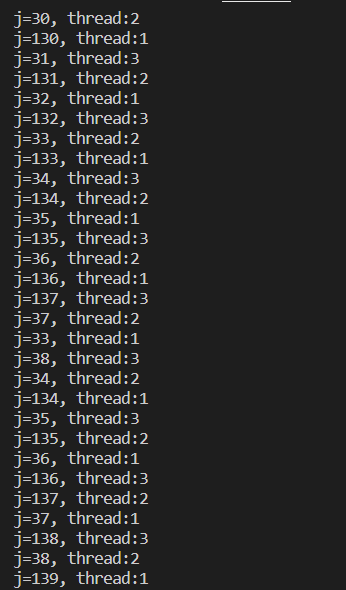 j=30, thread:2
j=130, thread:1
j=31, thread:3
j=131, thread:2
j=32, thread:1
j=132, thread:3
j=33, thread:2
j=133, thread:1
j=34, thread:3
j=134, thread:2
j=35, thread:1
j=135, thread:3
j=36, thread:2
j=136, thread:1
j=137, thread:3
j=37, thread:2
j=33, thread:1
j=38, thread:3
j=34, thread:2
j=134, thread:1
j=35, thread:3
j=135, thread:2
j=36, thread:1
j=136, thread:3
j=137, thread:2
j=37, thread:1
j=138, thread:3
j=38, thread:2
j=139, thread:1